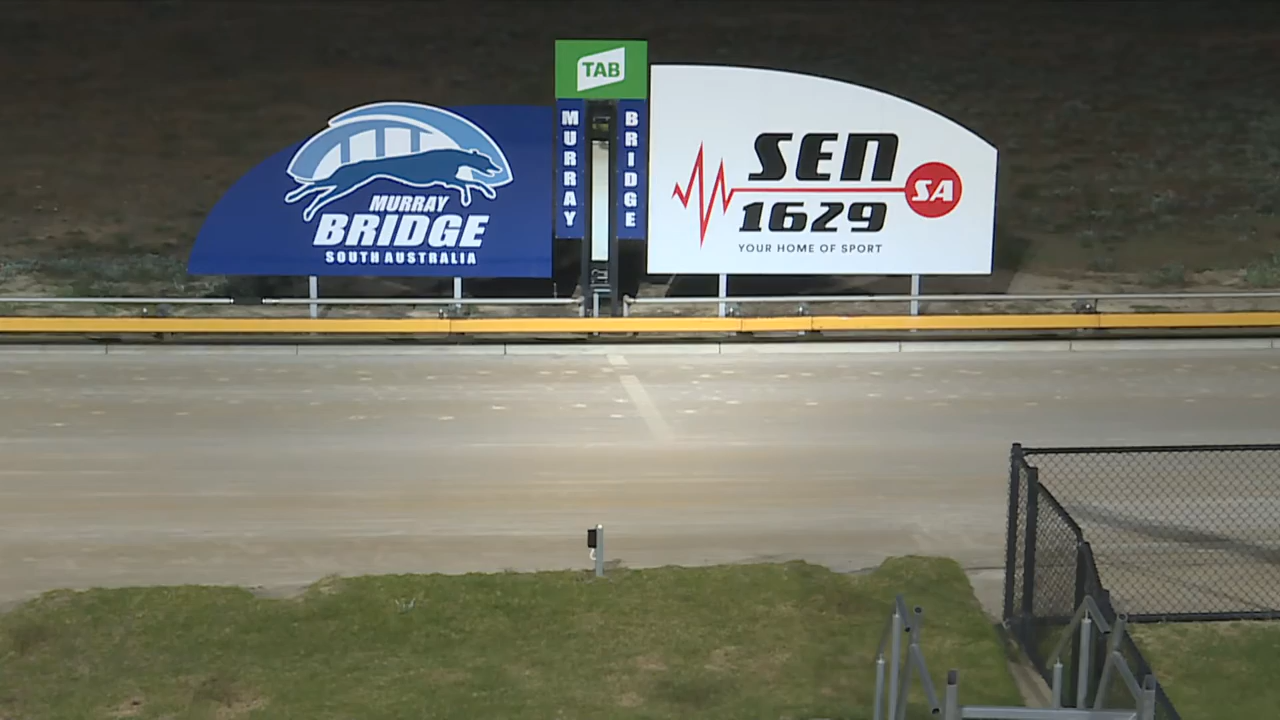 TAB
MURRAY
BRIDGE
MURRAY
BRIDGE
SOUTH AUSTRALIA
SEN
SA
1629
YOUR HOME OF SPORT